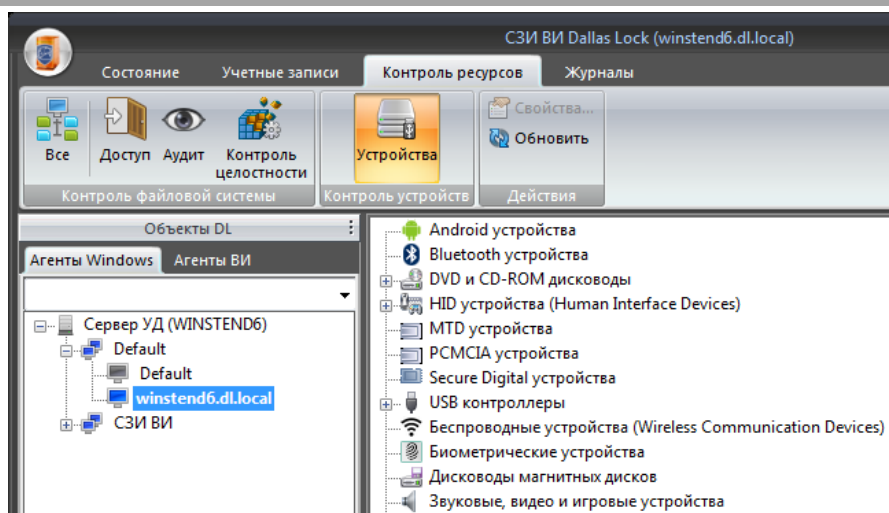 СЗИ ВИ Dallas Lock (winstend6.dl.local)
Состояние Учетные записи Контроль ресурсов Журналы
Все Доступ Аудит Контроль целостности
Устройства
Свойства...
Обновить
Контроль файловой системы Контроль устройств Действия
Объекты DL
Агенты Windows Агенты ВИ
Сервер УД (WINSTEND6)
Default
Default
winstend6.dl.local
СЗИ ВИ
Android устройства
Bluetooth устройства
DVD и CD-ROM дисководы
HID устройства (Human Interface Devices)
MTD устройства
PCMCIA устройства
Secure Digital устройства
USB контроллеры
Беспроводные устройства (Wireless Communication Devices)
Биометрические устройства
Дисководы магнитных дисков
Звуковые, видео и игровые устройства